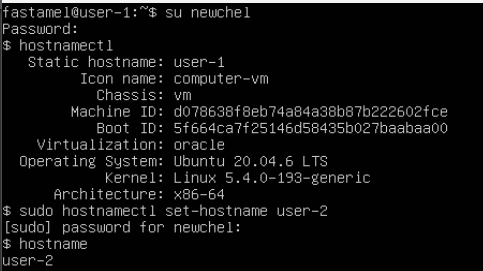 fastamel@user-1:~$ su newchel
Password:
$ hostnamectl
   Static hostname: user-1
         Icon name: computer-vm
           Chassis: vm
        Machine ID: d078638f8eb74a84a38b87b222602fce
           Boot ID: 5f664ca7f25146d58435b027baabaa00
    Virtualization: oracle
  Operating System: Ubuntu 20.04.6 LTS
            Kernel: Linux 5.4.0-193-generic
      Architecture: x86-64
$ sudo hostnamectl set-hostname user-2
[sudo] password for newchel:
$ hostname
user-2